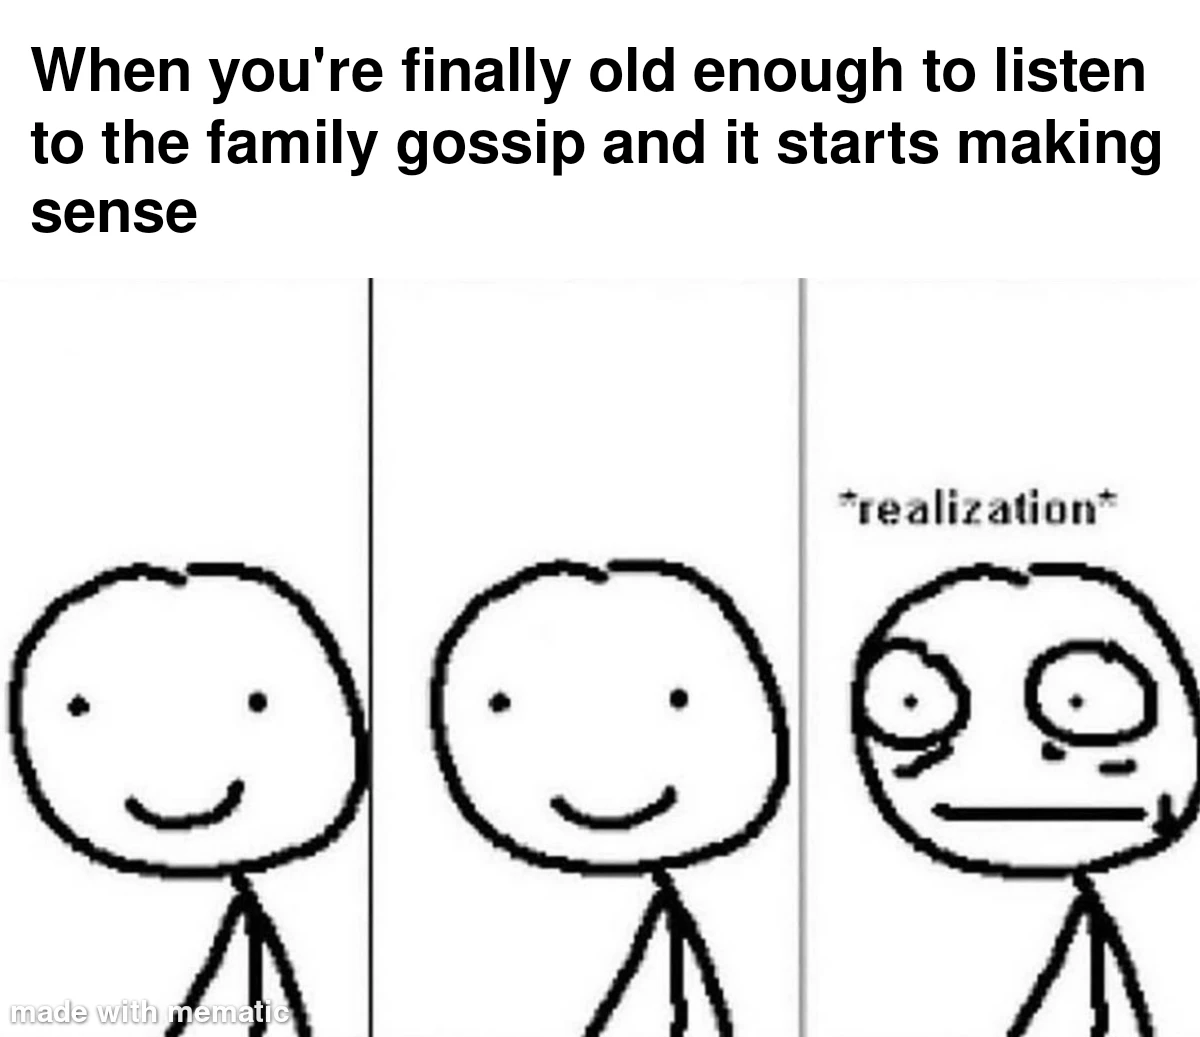 When you're finally old enough to listen
to the family gossip and it starts making
sense
*realization*
made with mematic